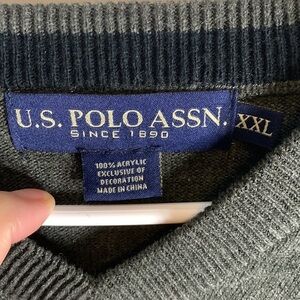 U.S. POLO ASSN.
SINCE 1890
XXL
100% ACRYLIC
EXCLUSIVE OF
DECORATION
MADE IN CHINA